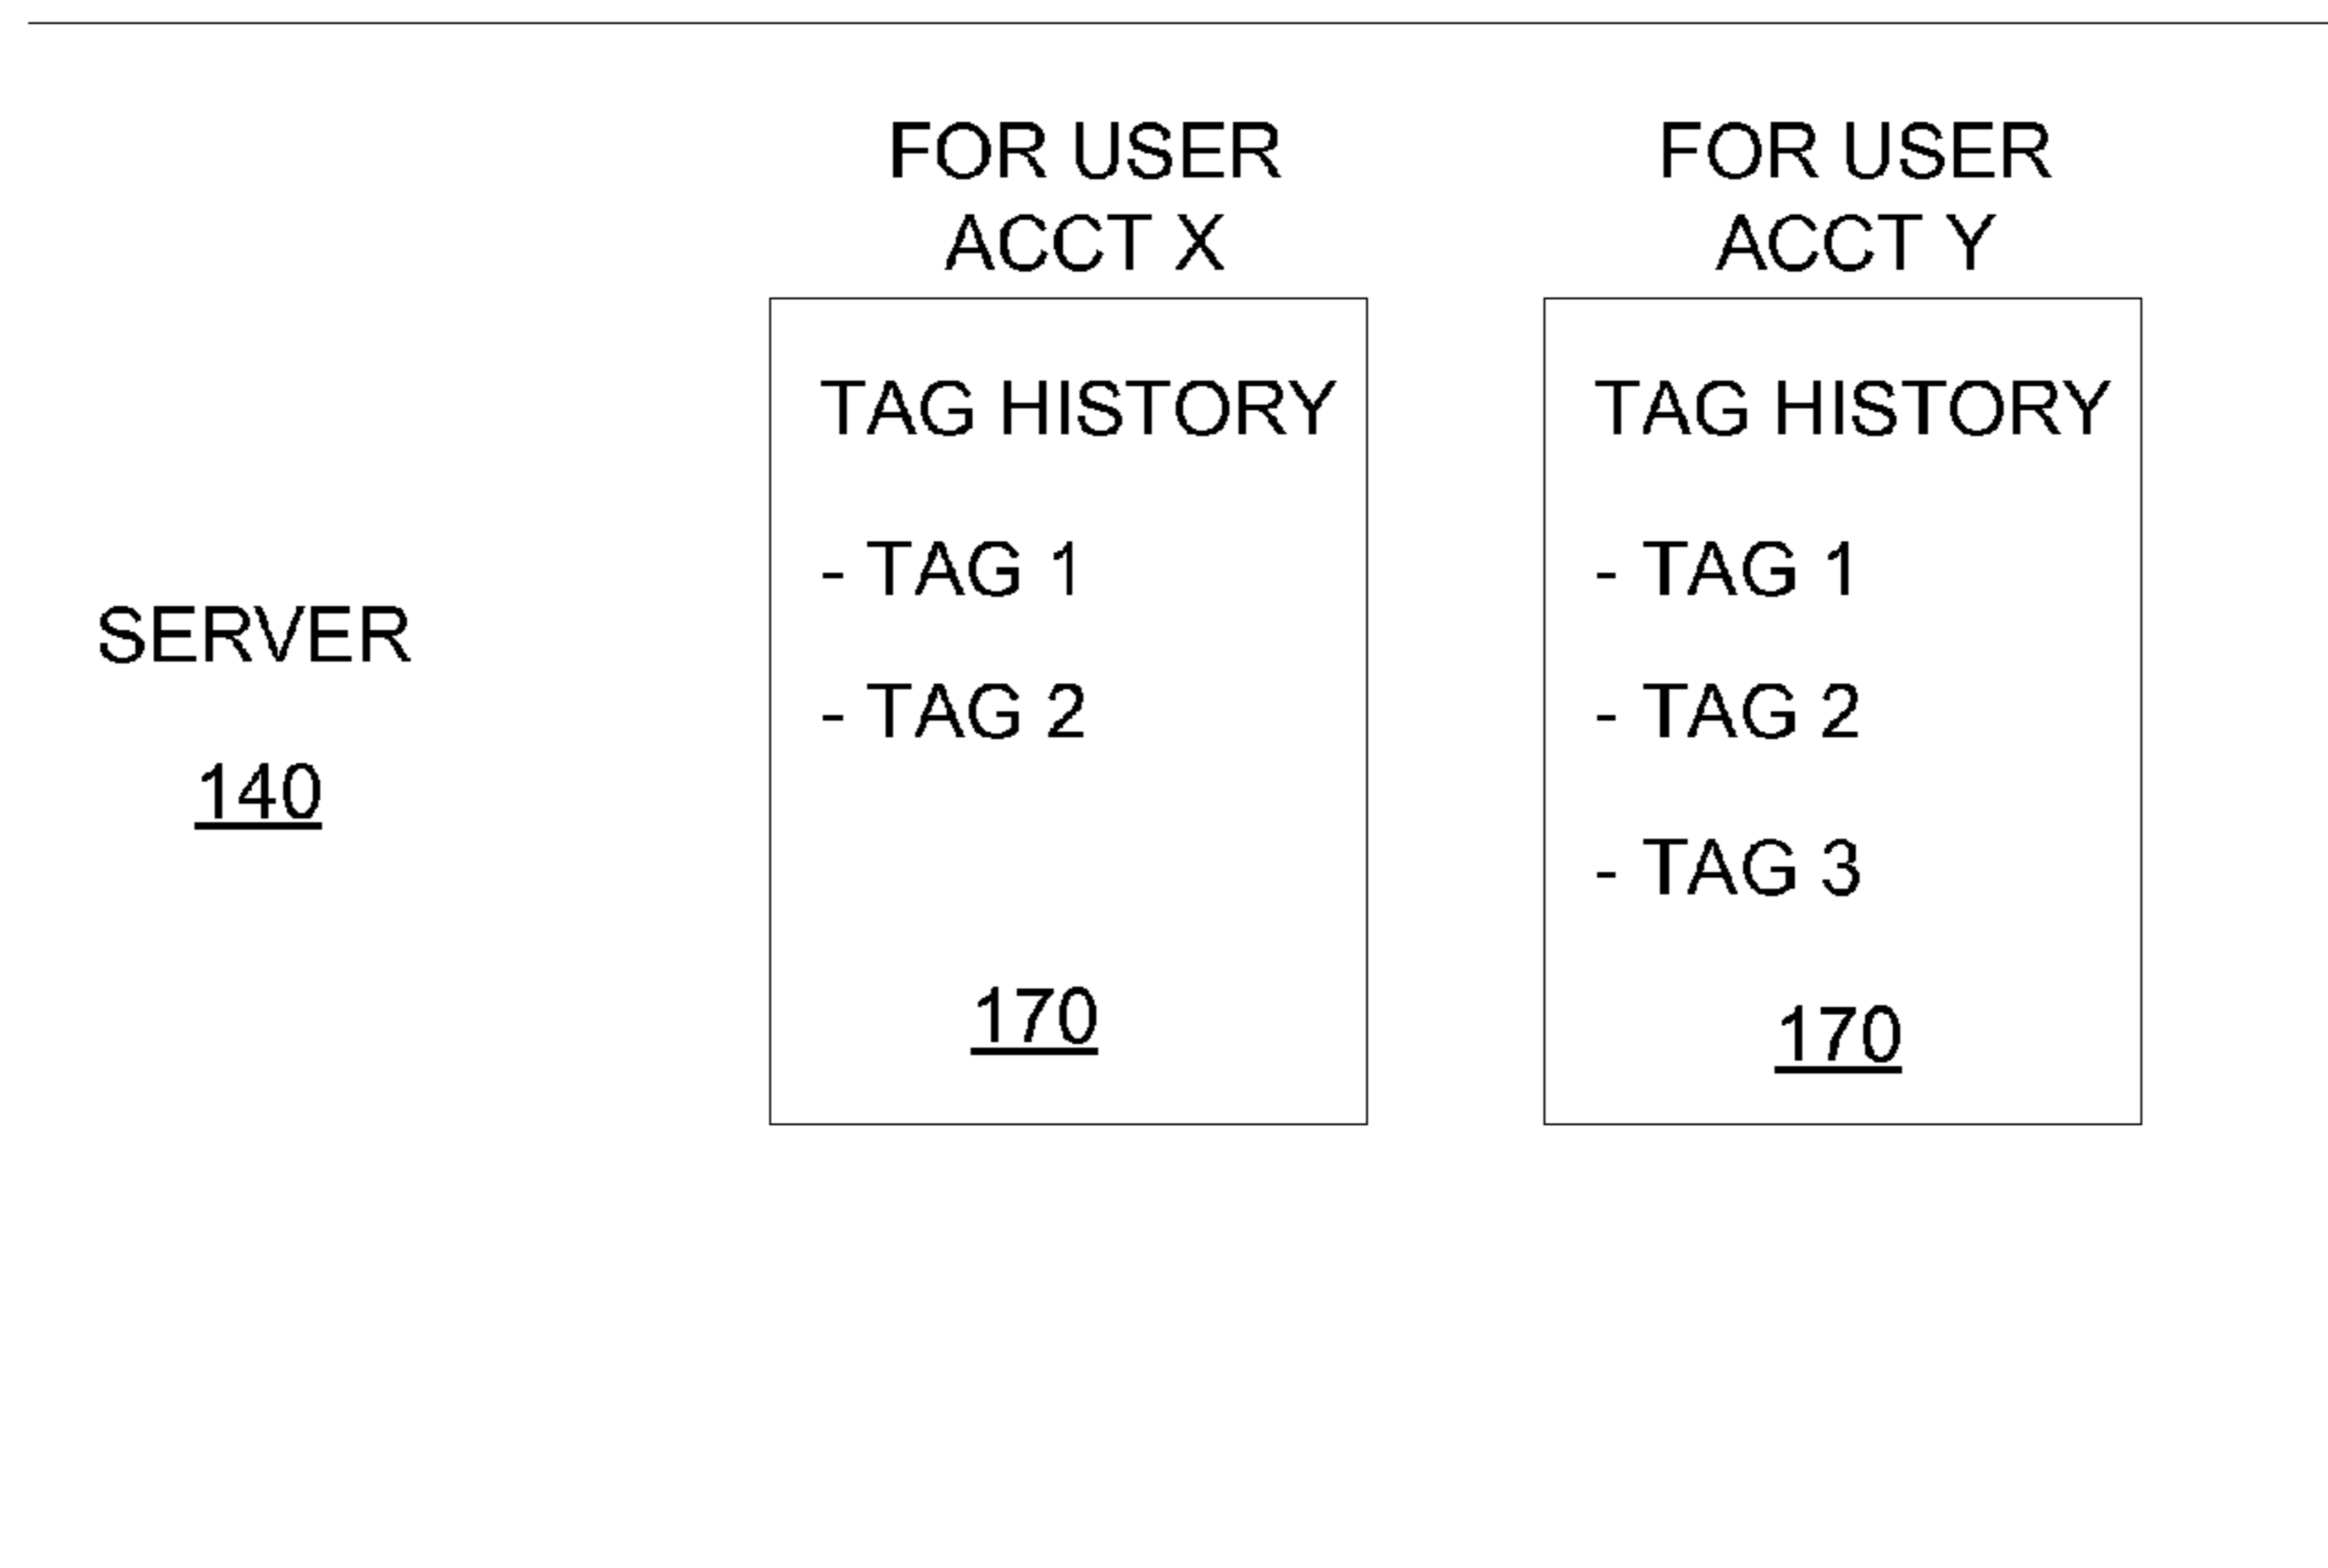 SERVER
140
FOR USER
ACCT X
TAG HISTORY
- TAG 1
- TAG 2
170
FOR USER
ACCT Y
TAG HISTORY
- TAG 1
- TAG 2
- TAG 3
170